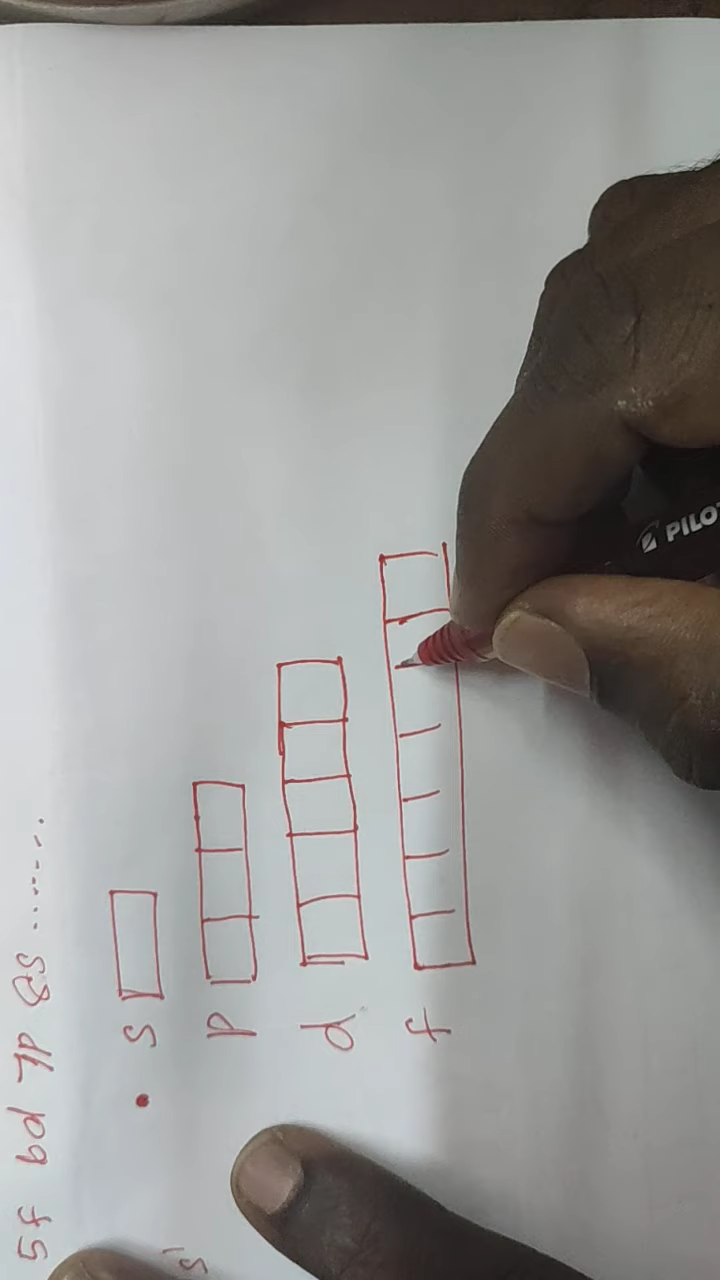 5f 6d 7p 8s .......
• s
p
d
f
's
PILOT